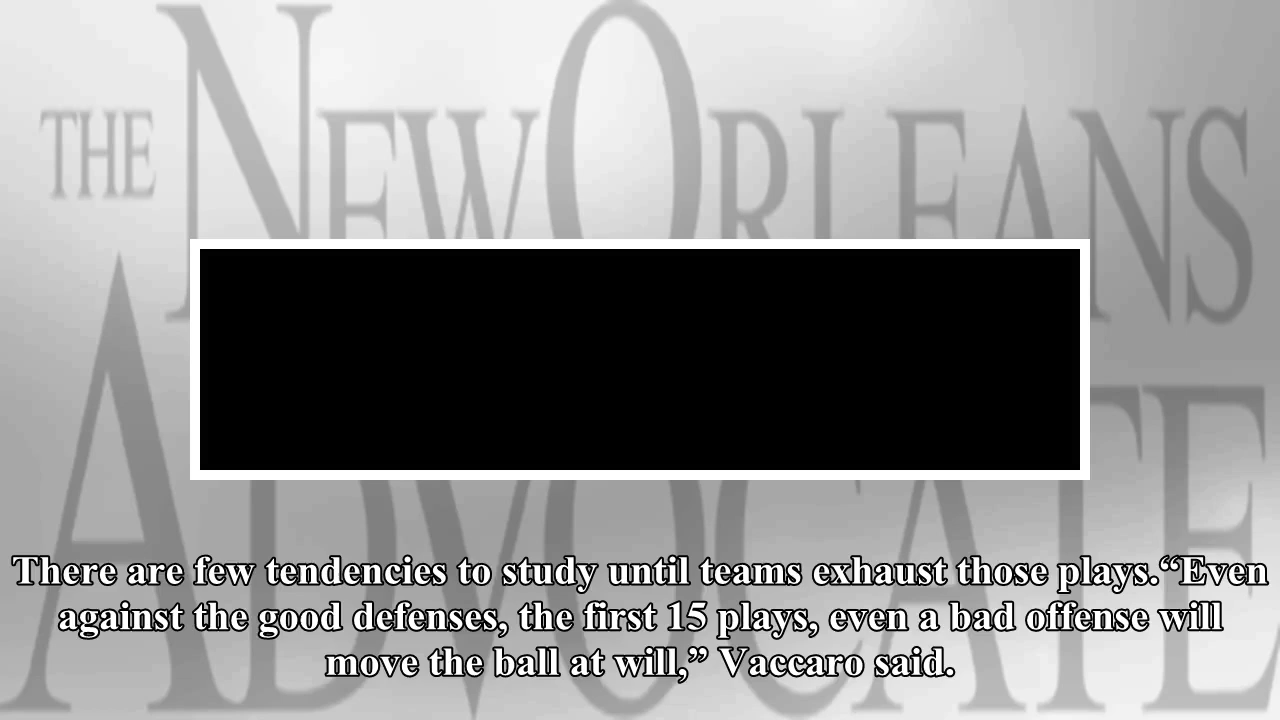 THE NEW ORLEANS
ADVOCATE
There are few tendencies to study until teams exhaust those plays.“Even
against the good defenses, the first 15 plays, even a bad offense will
move the ball at will,” Vaccaro said.